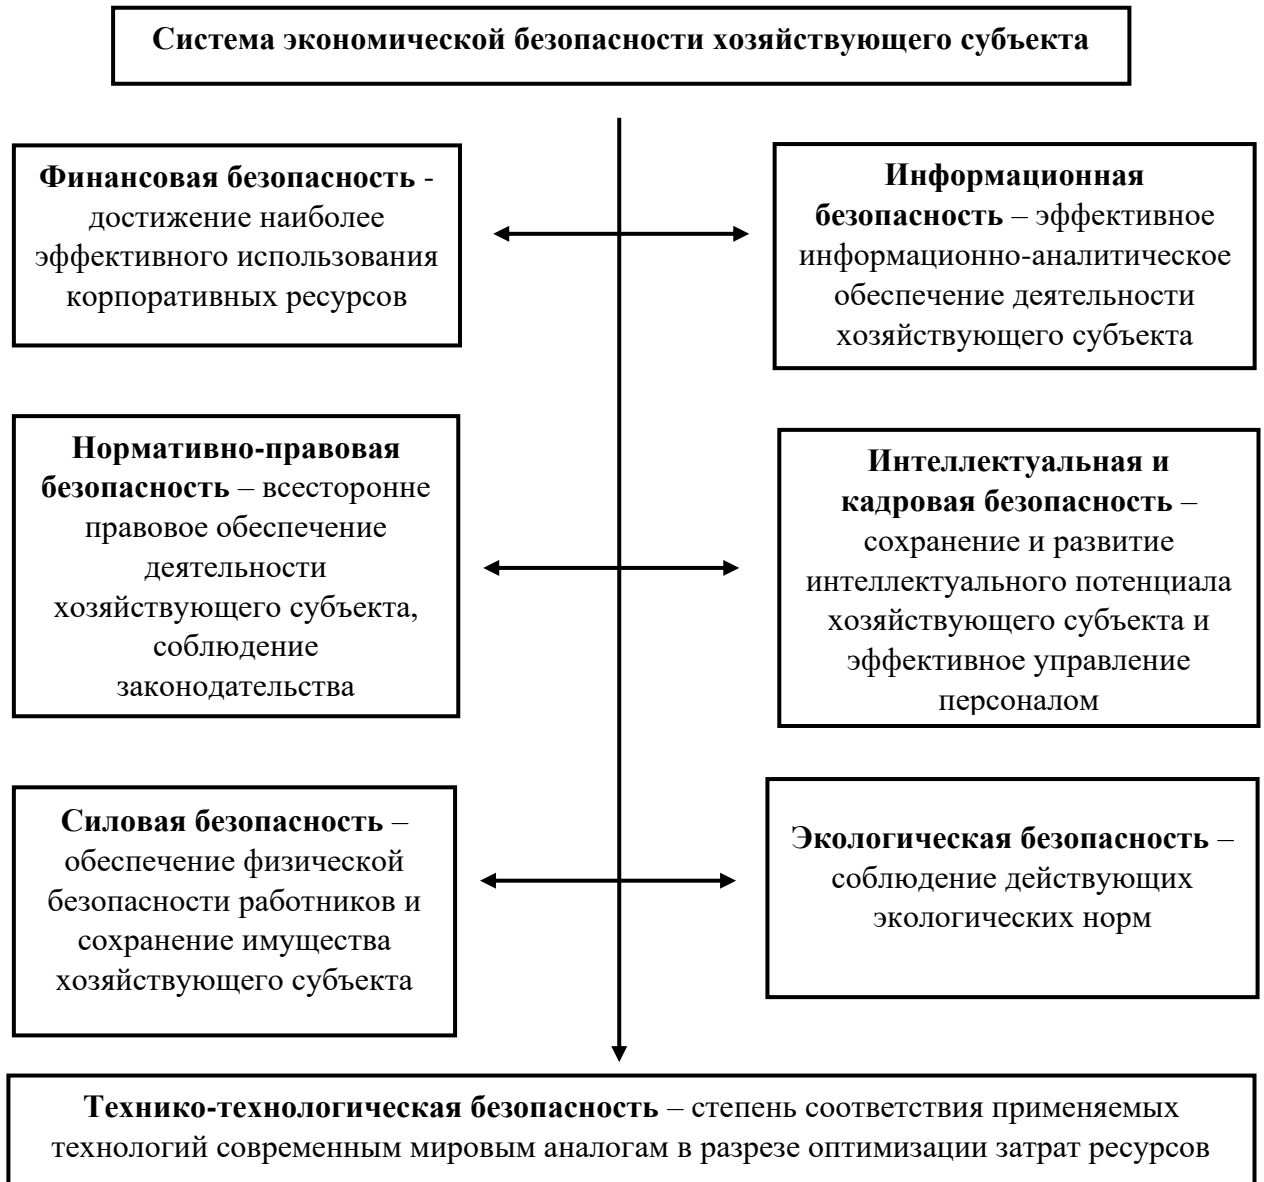 Система экономической безопасности хозяйствующего субъекта
Финансовая безопасность -
достижение наиболее
эффективного использования
корпоративных ресурсов
Информационная
безопасность – эффективное
информационно-аналитическое
обеспечение деятельности
хозяйствующего субъекта
Нормативно-правовая
безопасность – всесторонне
правовое обеспечение
деятельности
хозяйствующего субъекта,
соблюдение
законодательства
Интеллектуальная и
кадровая безопасность –
сохранение и развитие
интеллектуального потенциала
хозяйствующего субъекта и
эффективное управление
персоналом
Силовая безопасность –
обеспечение физической
безопасности работников и
сохранение имущества
хозяйствующего субъекта
Экологическая безопасность –
соблюдение действующих
экологических норм
Технико-технологическая безопасность – степень соответствия применяемых
технологий современным мировым аналогам в разрезе оптимизации затрат ресурсов